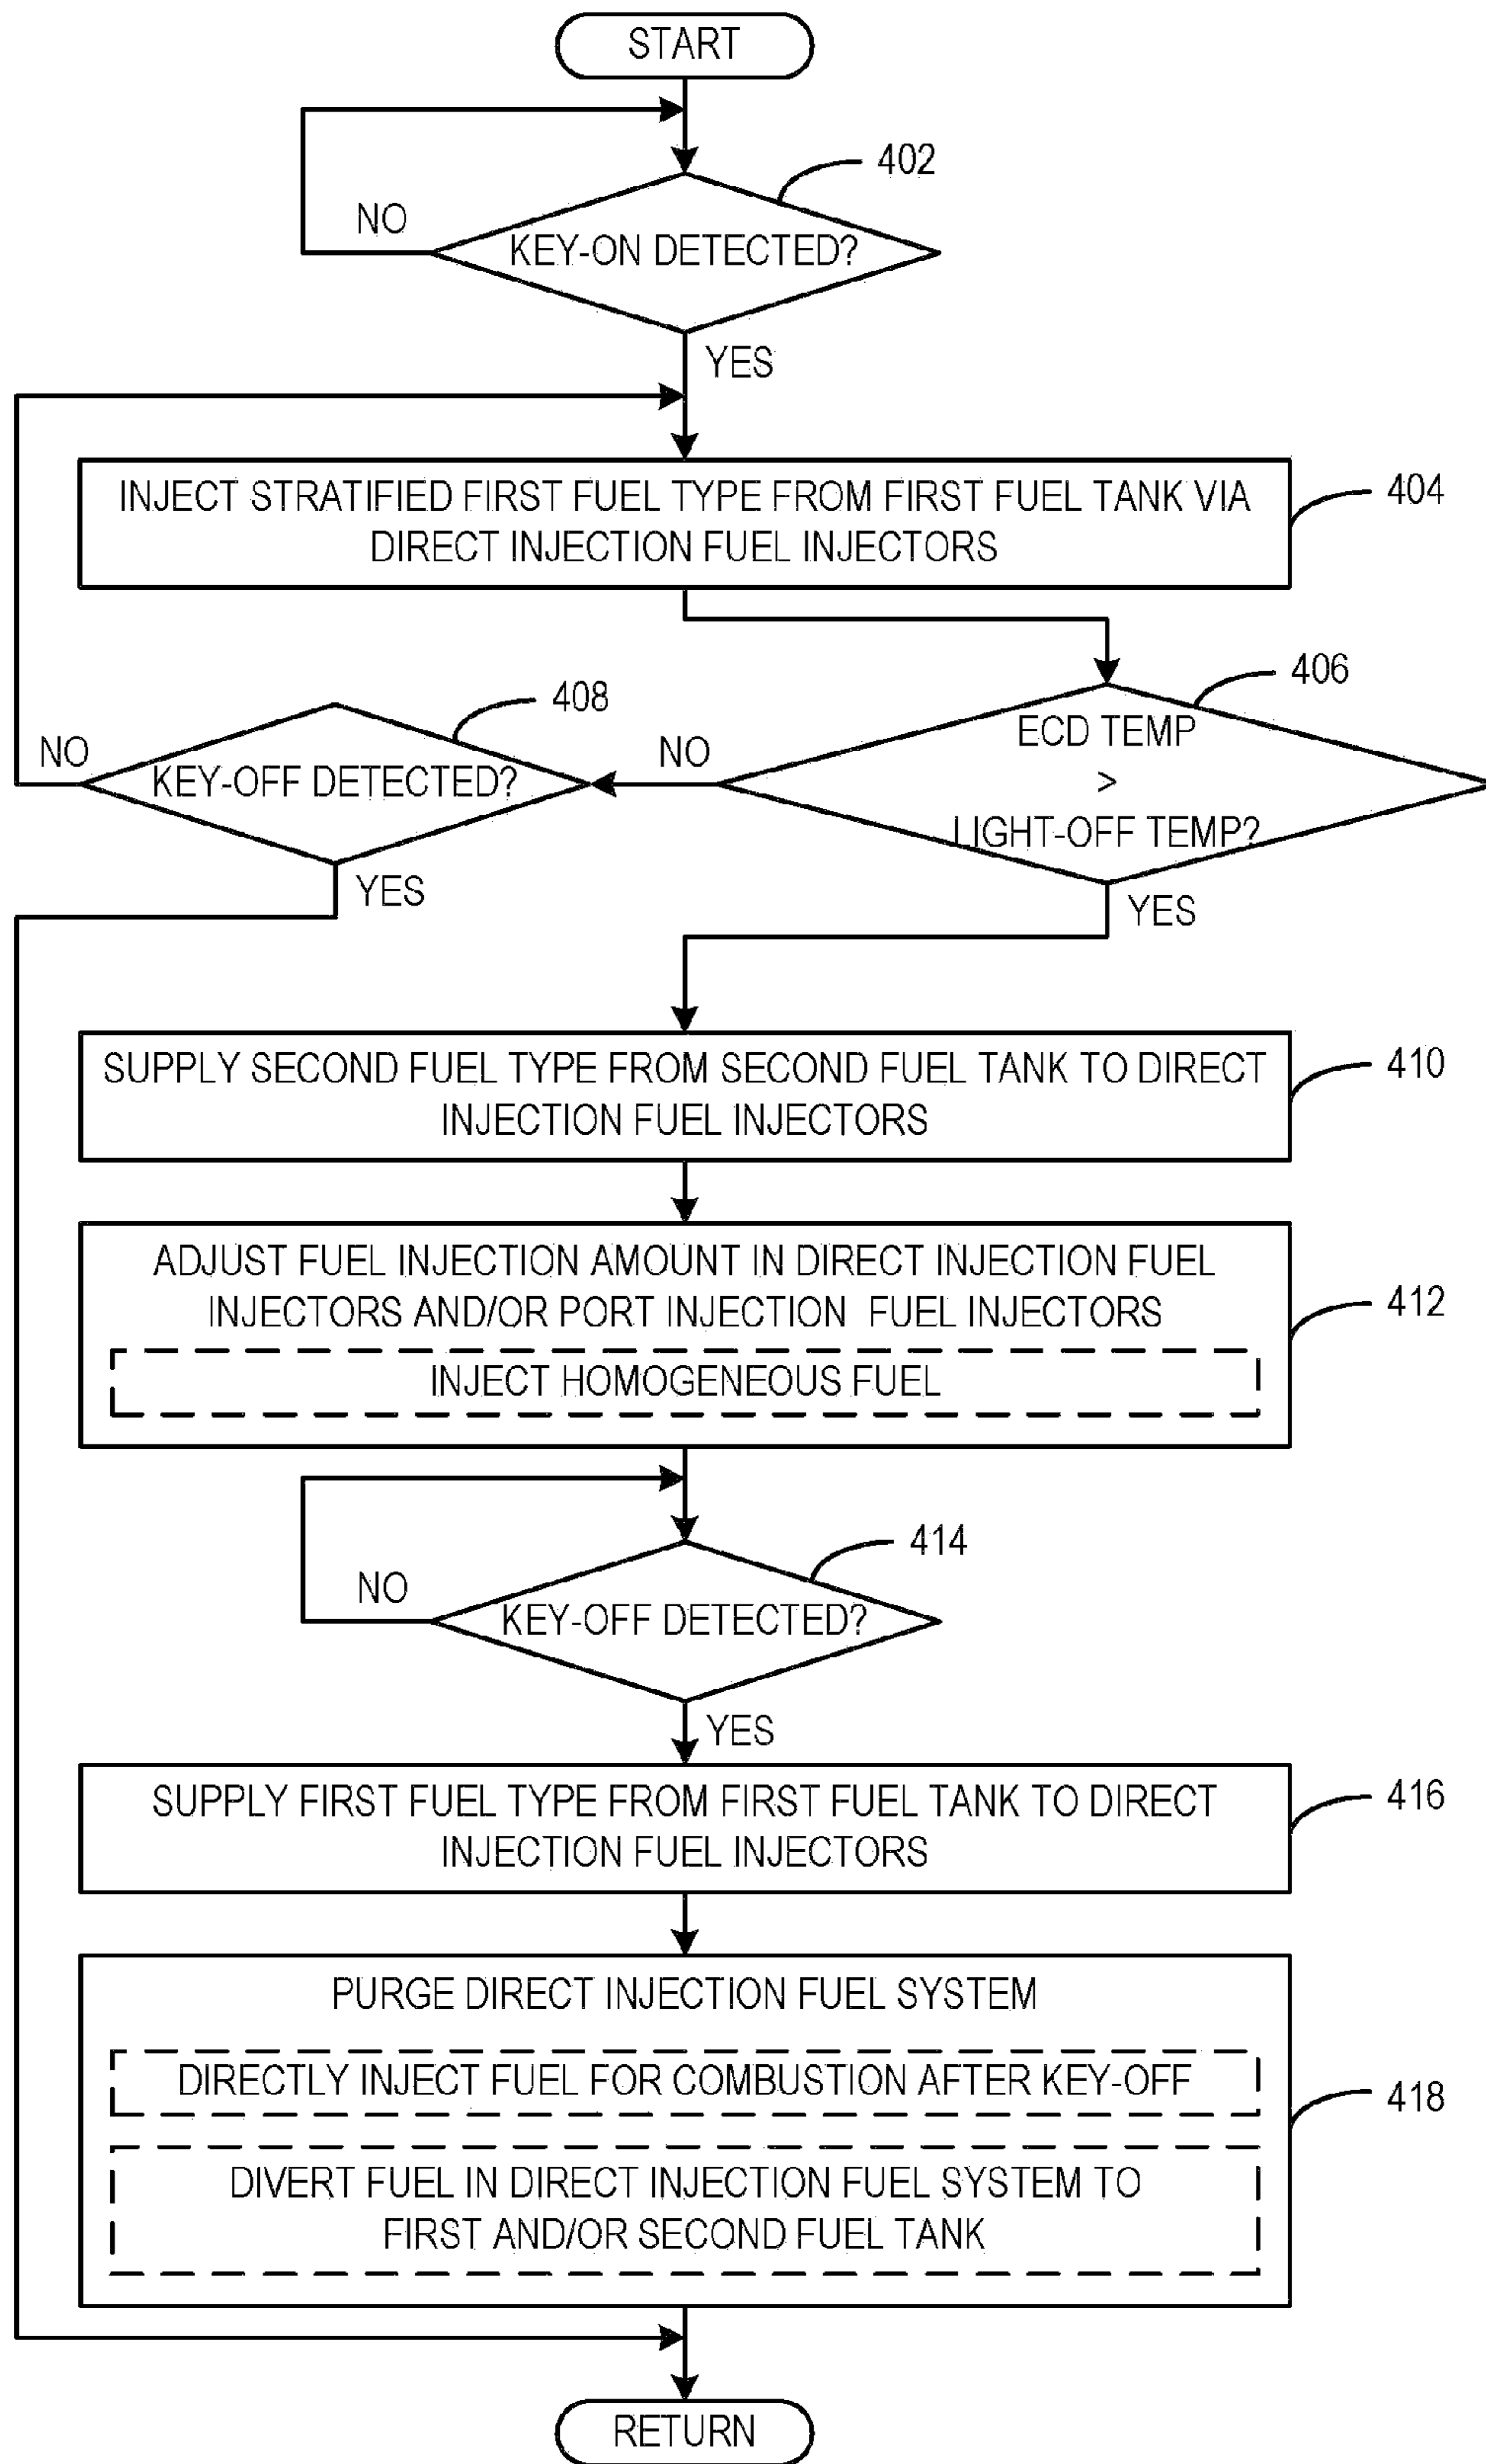 START
402
NO
KEY-ON DETECTED?
YES
INJECT STRATIFIED FIRST FUEL TYPE FROM FIRST FUEL TANK VIA
DIRECT INJECTION FUEL INJECTORS
404
406
408
ECD TEMP
>
LIGHT-OFF TEMP?
NO
KEY-OFF DETECTED?
NO
YES
YES
SUPPLY SECOND FUEL TYPE FROM SECOND FUEL TANK TO DIRECT
INJECTION FUEL INJECTORS
410
ADJUST FUEL INJECTION AMOUNT IN DIRECT INJECTION FUEL
INJECTORS AND/OR PORT INJECTION FUEL INJECTORS
412
INJECT HOMOGENEOUS FUEL
414
NO
KEY-OFF DETECTED?
YES
SUPPLY FIRST FUEL TYPE FROM FIRST FUEL TANK TO DIRECT
INJECTION FUEL INJECTORS
416
PURGE DIRECT INJECTION FUEL SYSTEM
DIRECTLY INJECT FUEL FOR COMBUSTION AFTER KEY-OFF
418
DIVERT FUEL IN DIRECT INJECTION FUEL SYSTEM TO
FIRST AND/OR SECOND FUEL TANK
RETURN